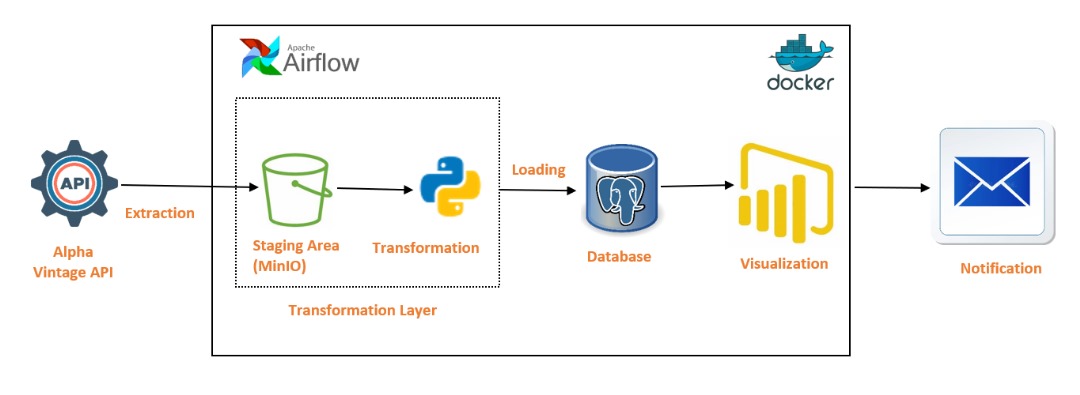 Apache
Airflow
docker
API
Extraction
Alpha
Vintage API
Staging Area
(MinIO)
Transformation
Transformation Layer
Loading
Database
Visualization
Notification